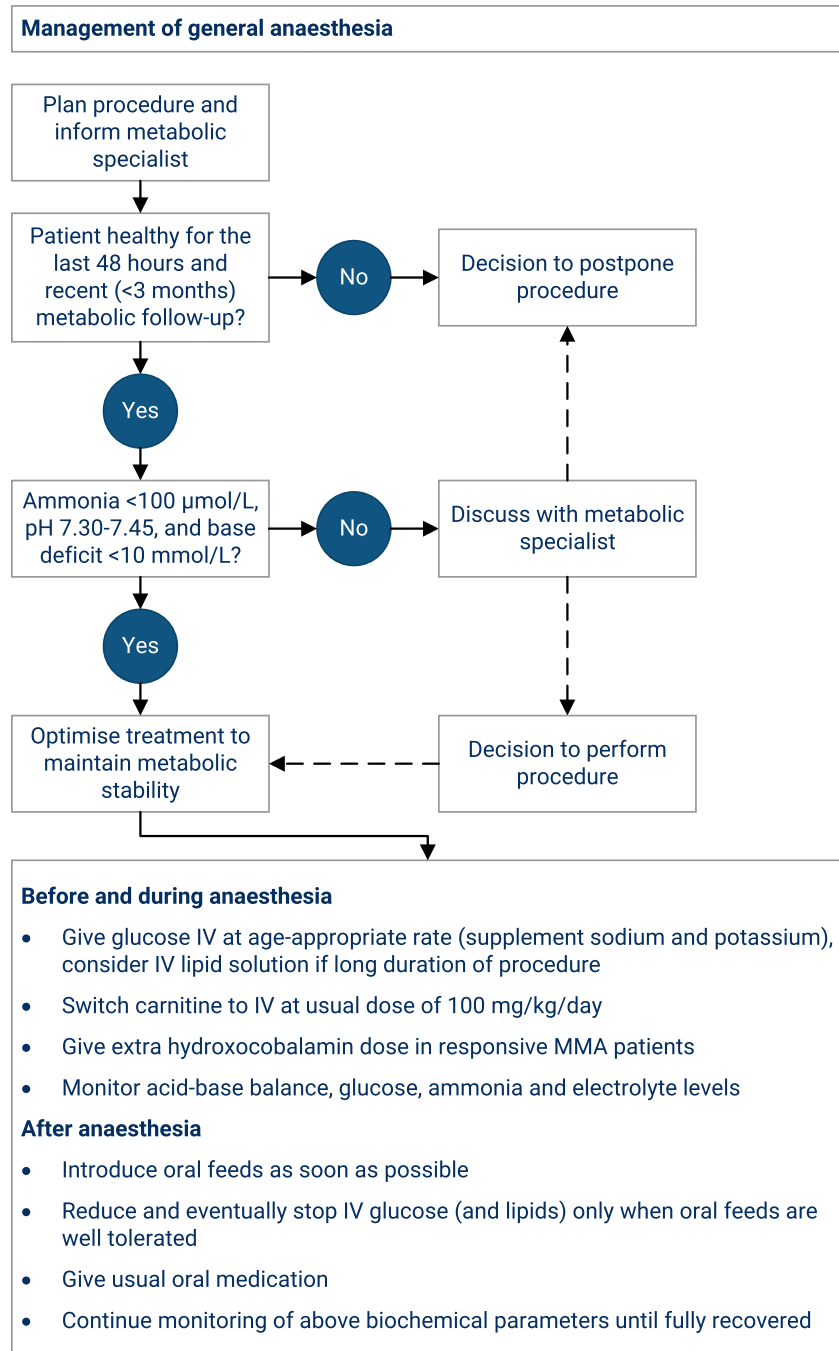 Management of general anaesthesia
Plan procedure and
inform metabolic
specialist
Patient healthy for the
last 48 hours and
recent (<3 months)
metabolic follow-up?
No
Decision to postpone
procedure
Yes
Ammonia <100 µmol/L,
pH 7.30-7.45, and base
deficit <10 mmol/L?
No
Discuss with metabolic
specialist
Yes
Optimise treatment to
maintain metabolic
stability
Decision to perform
procedure
Before and during anaesthesia
• Give glucose IV at age-appropriate rate (supplement sodium and potassium),
consider IV lipid solution if long duration of procedure
• Switch carnitine to IV at usual dose of 100 mg/kg/day
• Give extra hydroxocobalamin dose in responsive MMA patients
• Monitor acid-base balance, glucose, ammonia and electrolyte levels
After anaesthesia
• Introduce oral feeds as soon as possible
• Reduce and eventually stop IV glucose (and lipids) only when oral feeds are
well tolerated
• Give usual oral medication
• Continue monitoring of above biochemical parameters until fully recovered